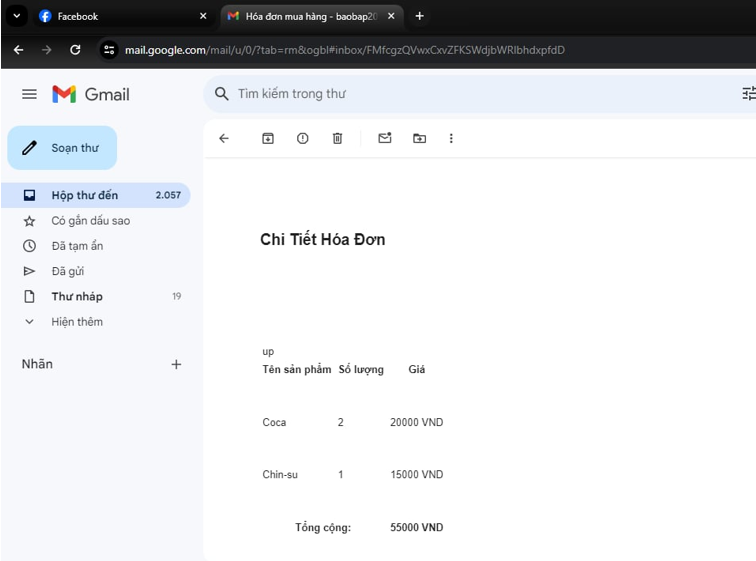 Facebook
Hóa đơn mua hàng - baobap20
mail.google.com/mail/u/0/?tab=rm&ogbl#inbox/FMfcgzQVwxCxvZFKSWdjbWRlbhdxpfdD
Gmail
Tìm kiếm trong thư
Soạn thư
Hộp thư đến 2.057
Có gắn dấu sao
Đã tạm ẩn
Đã gửi
Thư nháp 19
Hiện thêm
Nhãn
Chi Tiết Hóa Đơn
up
Tên sản phẩm Số lượng Giá
Coca 2 20000 VND
Chin-su 1 15000 VND
Tổng cộng: 55000 VND